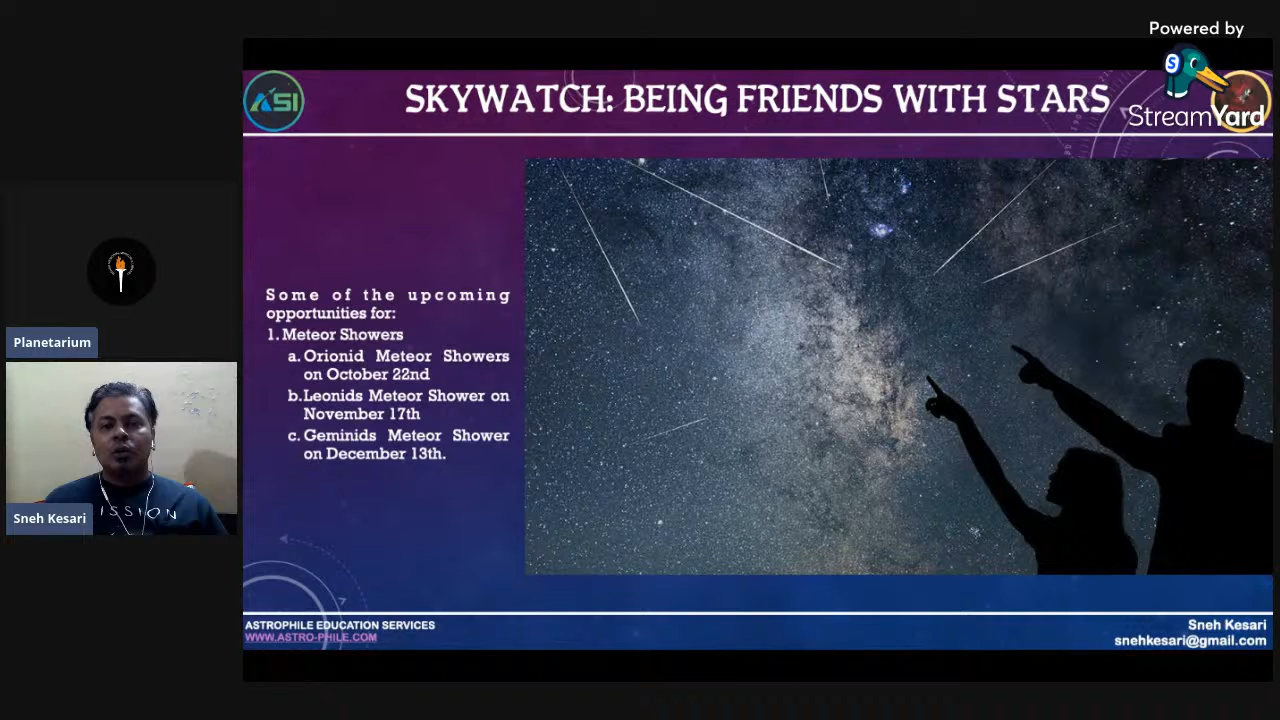 Powered by
StreamYard
ASI
SKYWATCH: BEING FRIENDS WITH STARS
Some of the upcoming
opportunities for:
1. Meteor Showers
a. Orionid Meteor Showers
on October 22nd
b. Leonids Meteor Shower on
November 17th
c. Geminids Meteor Shower
on December 13th.
Planetarium
ISSION
Sneh Kesari
ASTROPHILE EDUCATION SERVICES
WWW.ASTRO-PHILE.COM
Sneh Kesari
snehkesari@gmail.com